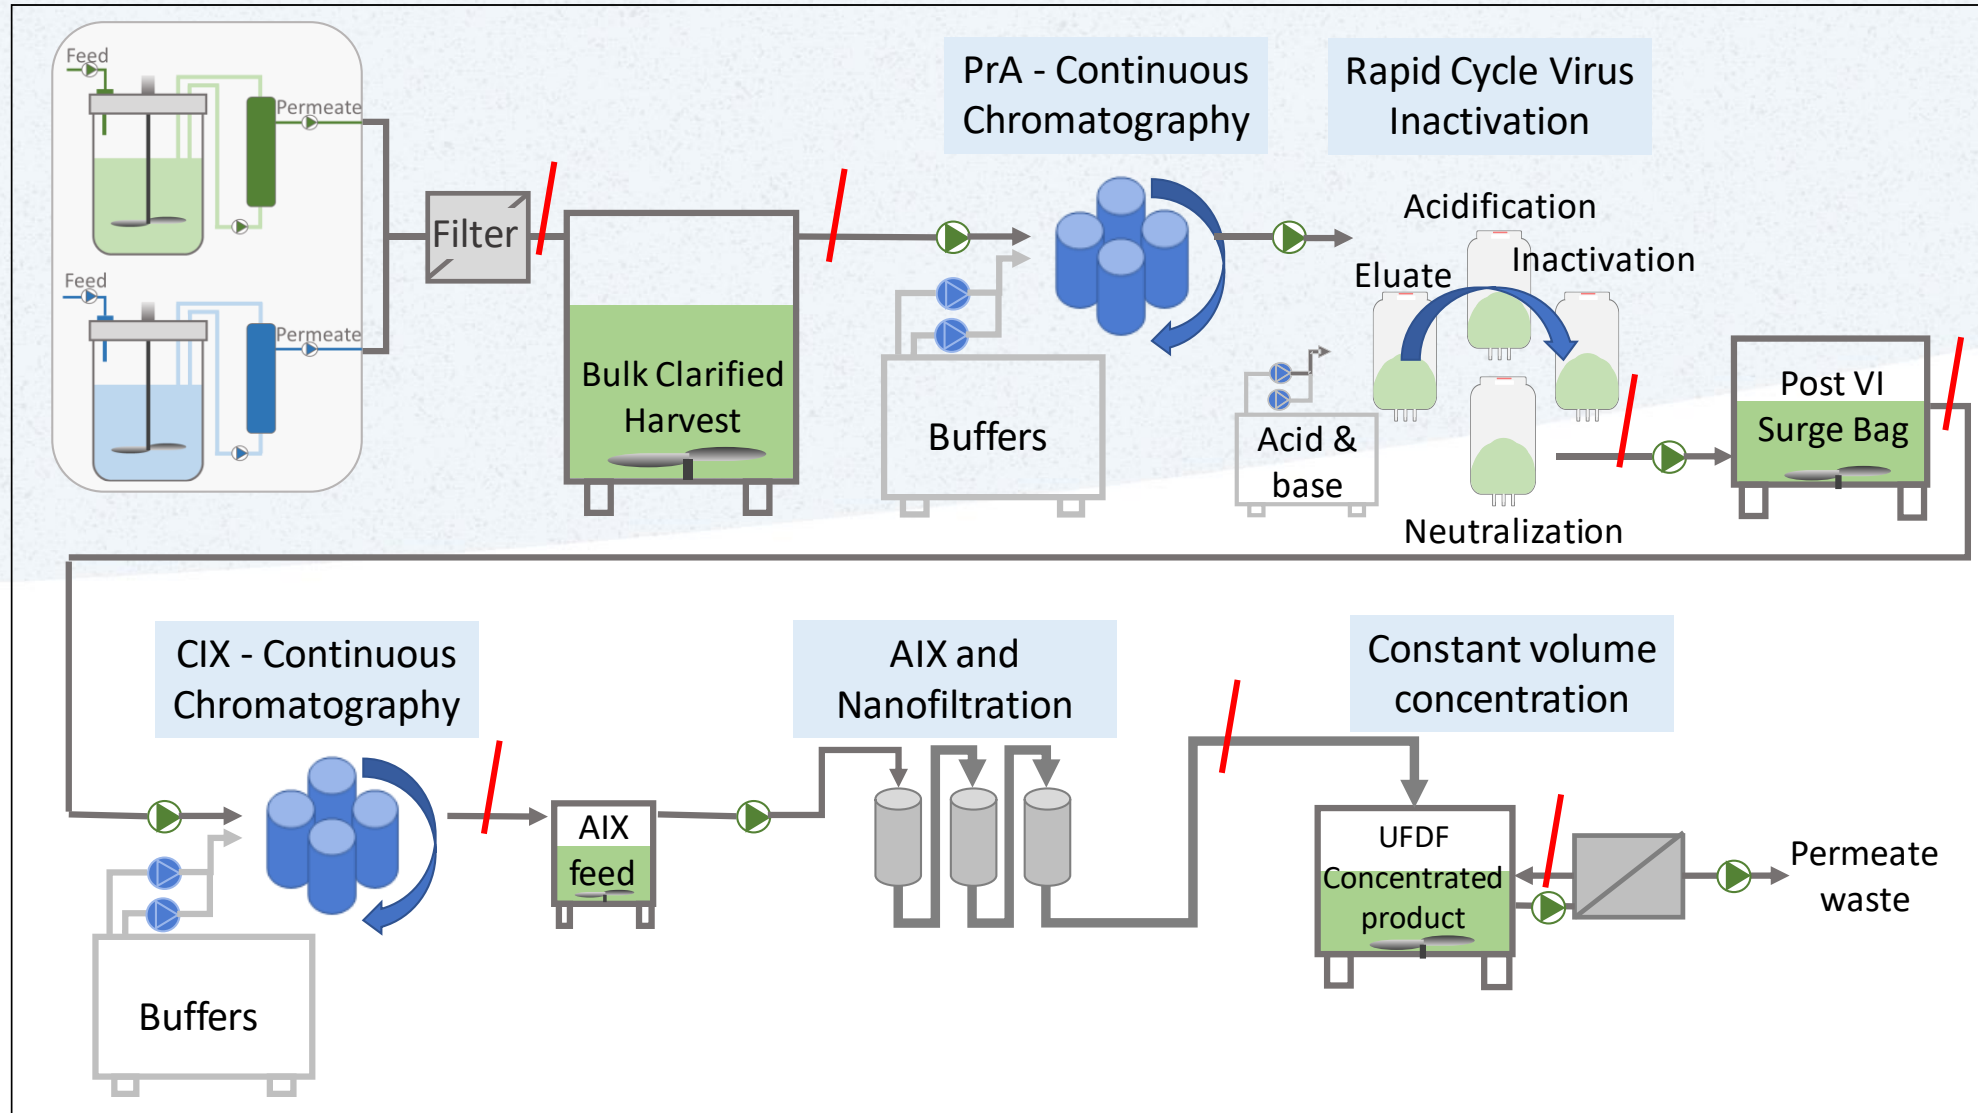 Feed
Permeate
Feed
Permeate
Filter
Bulk Clarified
Harvest
PrA - Continuous
Chromatography
Buffers
Rapid Cycle Virus
Inactivation
Acidification
Inactivation
Eluate
Acid &
base
Neutralization
Post VI
Surge Bag
CIX - Continuous
Chromatography
Buffers
AIX
feed
AIX and
Nanofiltration
Constant volume
concentration
UFDF
Concentrated
product
Permeate
waste